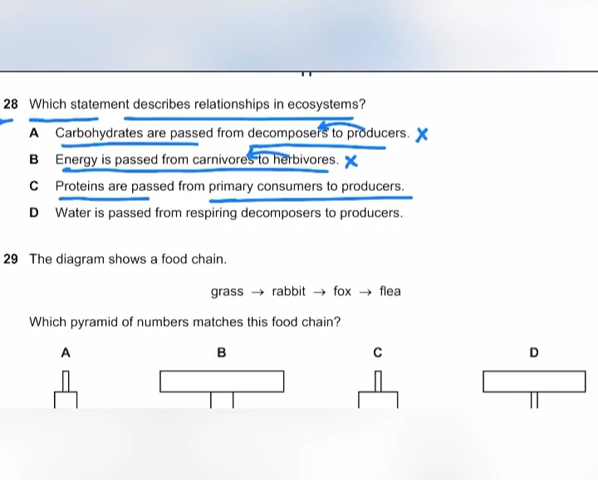 28 Which statement describes relationships in ecosystems?
A Carbohydrates are passed from decomposers to producers. X
B Energy is passed from carnivores to herbivores. X
C Proteins are passed from primary consumers to producers.
D Water is passed from respiring decomposers to producers.
29 The diagram shows a food chain.
grass → rabbit → fox → flea
Which pyramid of numbers matches this food chain?
A B C D